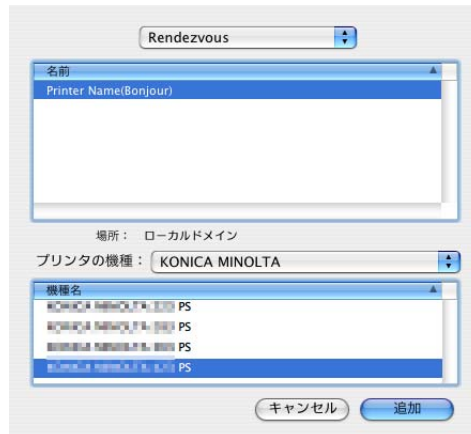 Rendezvous
名前
Printer Name(Bonjour)
場所： ローカルドメイン
プリンタの機種： KONICA MINOLTA
機種名
PS
PS
PS
PS
キャンセル 追加